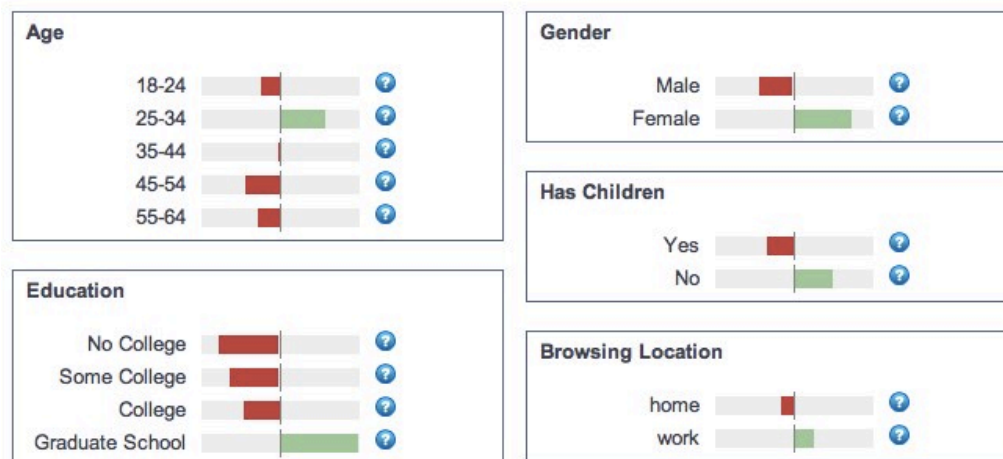 Age
18-24 ?
25-34 ?
35-44 ?
45-54 ?
55-64 ?
Education
No College ?
Some College ?
College ?
Graduate School ?
Gender
Male ?
Female ?
Has Children
Yes ?
No ?
Browsing Location
home ?
work ?